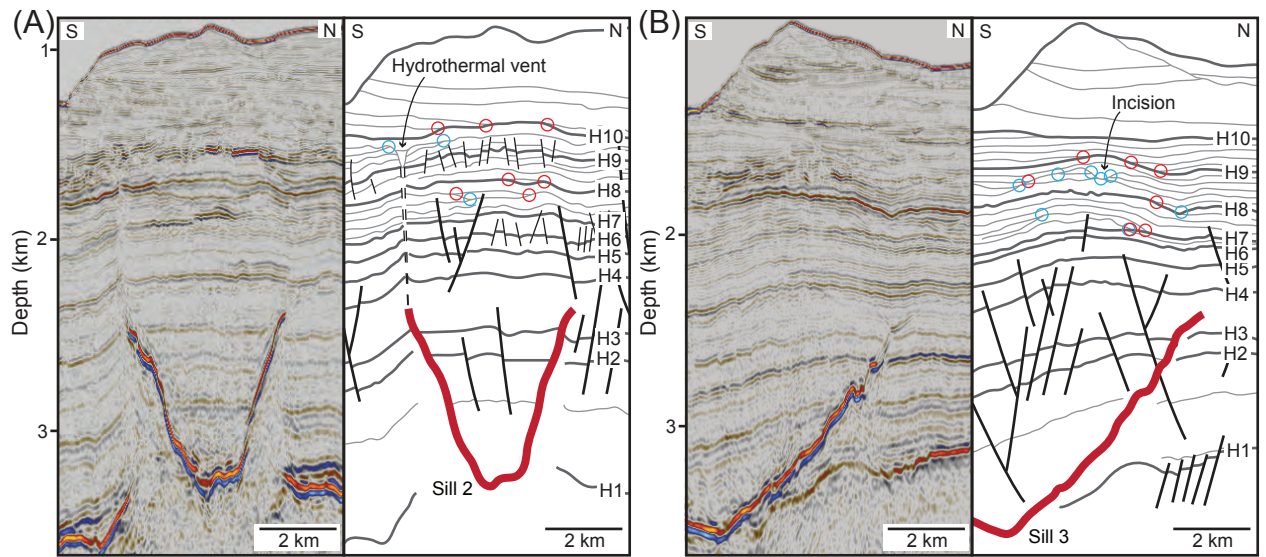 (A)
S
N
S
N
(B)
S
N
S
N
1
2
3
Depth (km)
Hydrothermal vent
H10
H9
H8
H7
H6
H5
H4
H3
H2
H1
Sill 2
2 km
2 km
1
2
3
Depth (km)
Incision
H10
H9
H8
H7
H6
H5
H4
H3
H2
H1
Sill 3
2 km
2 km